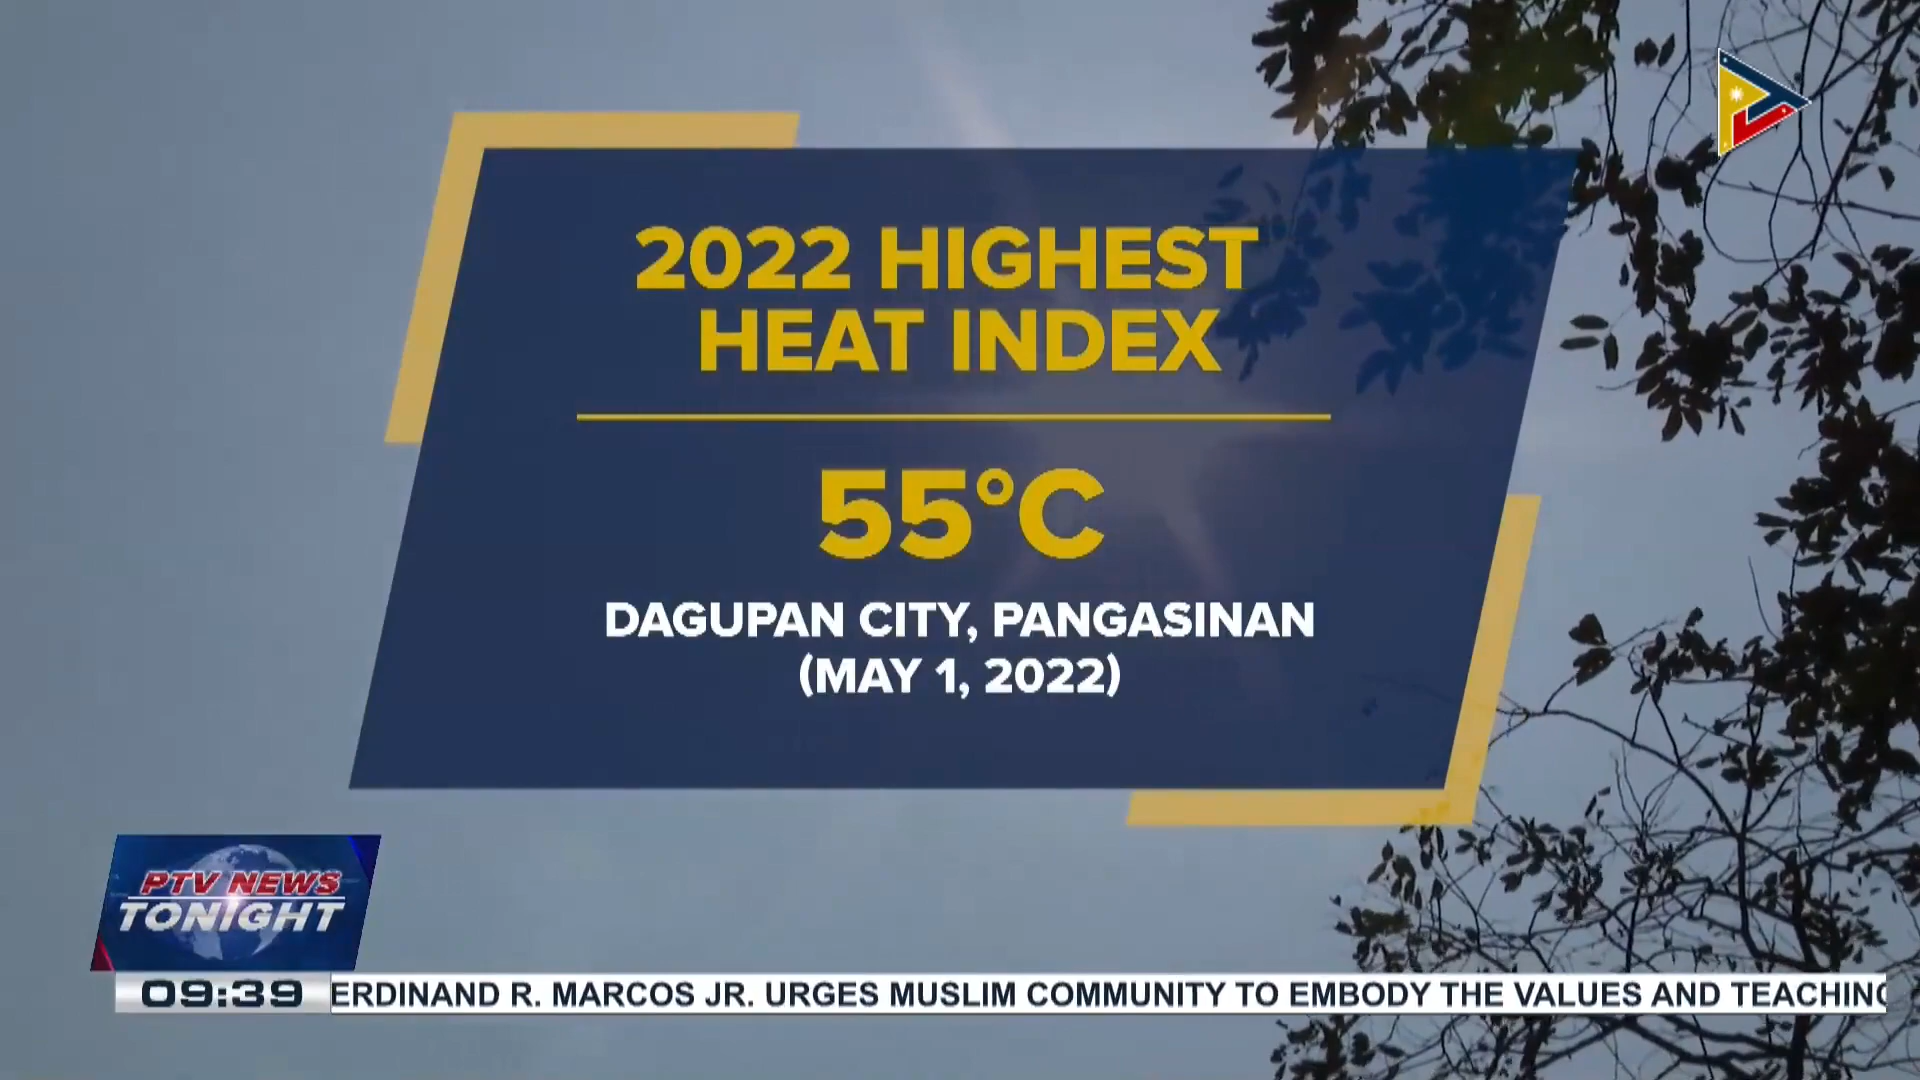 2022 HIGHEST
HEAT INDEX
55°C
DAGUPAN CITY, PANGASINAN
(MAY 1, 2022)
PTV NEWS
TONIGHT
09:39
ERDINAND R. MARCOS JR. URGES MUSLIM COMMUNITY TO EMBODY THE VALUES AND TEACHING